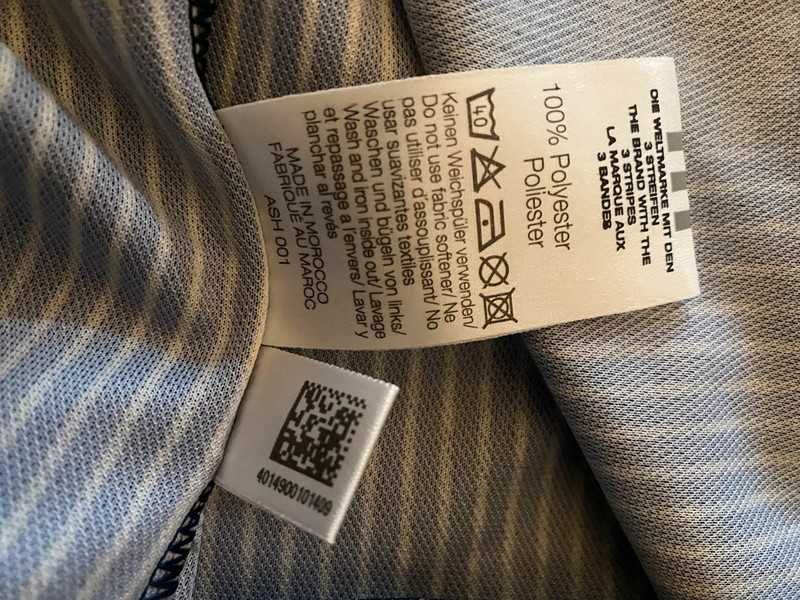 DIE WELTMARKE MIT DEN
3 STREIFEN
THE BRAND WITH THE
3 STRIPES
LA MARQUE AUX
3 BANDES
100% Polyester
Poliester
40
Keinen Weichspüler verwenden/
Do not use fabric softener/ Ne
pas utiliser d'assouplissant/ No
usar suavizantes textiles
Waschen und bügeln von links/
Wash and iron inside out/ Lavage
et repassage a l'envers/ Lavar y
planchar al revés
MADE IN MOROCCO
FABRIQUE AU MAROC
ASH 001
4014900101409